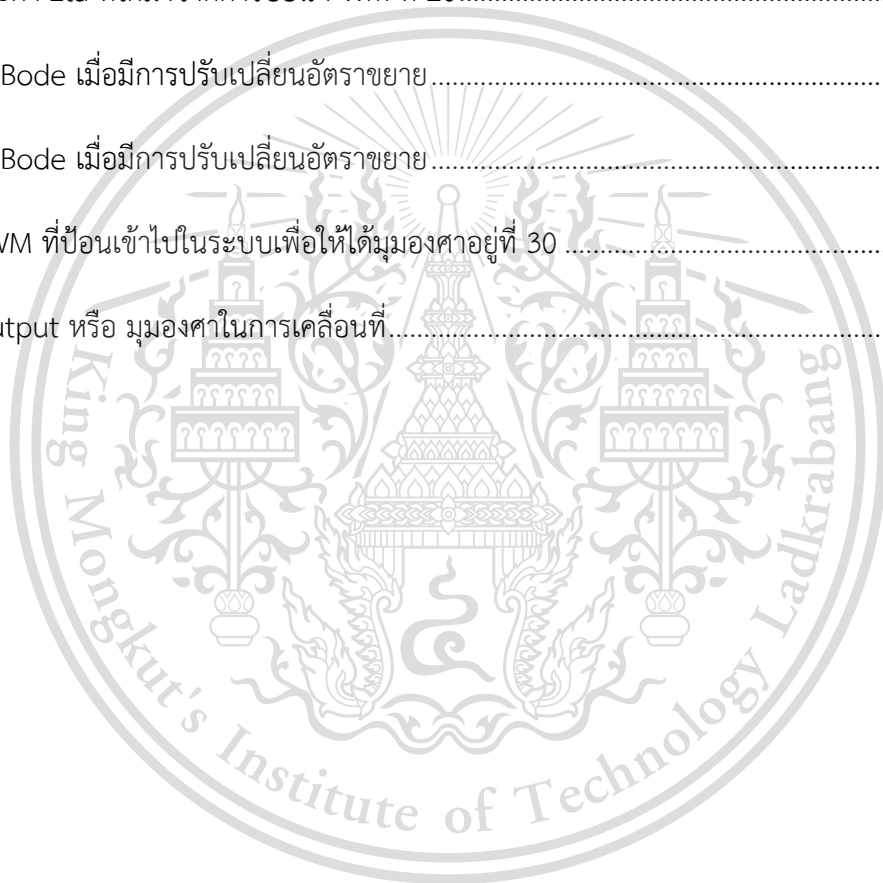 Bode เมื่อมีการปรับเปลี่ยนอัตราขยาย
Bode เมื่อมีการปรับเปลี่ยนอัตราขยาย
WM ที่ป้อนเข้าไปในระบบเพื่อให้ได้มุมองศาอยู่ที่ 30
utput หรือ มุมองศาในการเคลื่อนที่
King Mongkut's Institute of Technology Ladkrabang